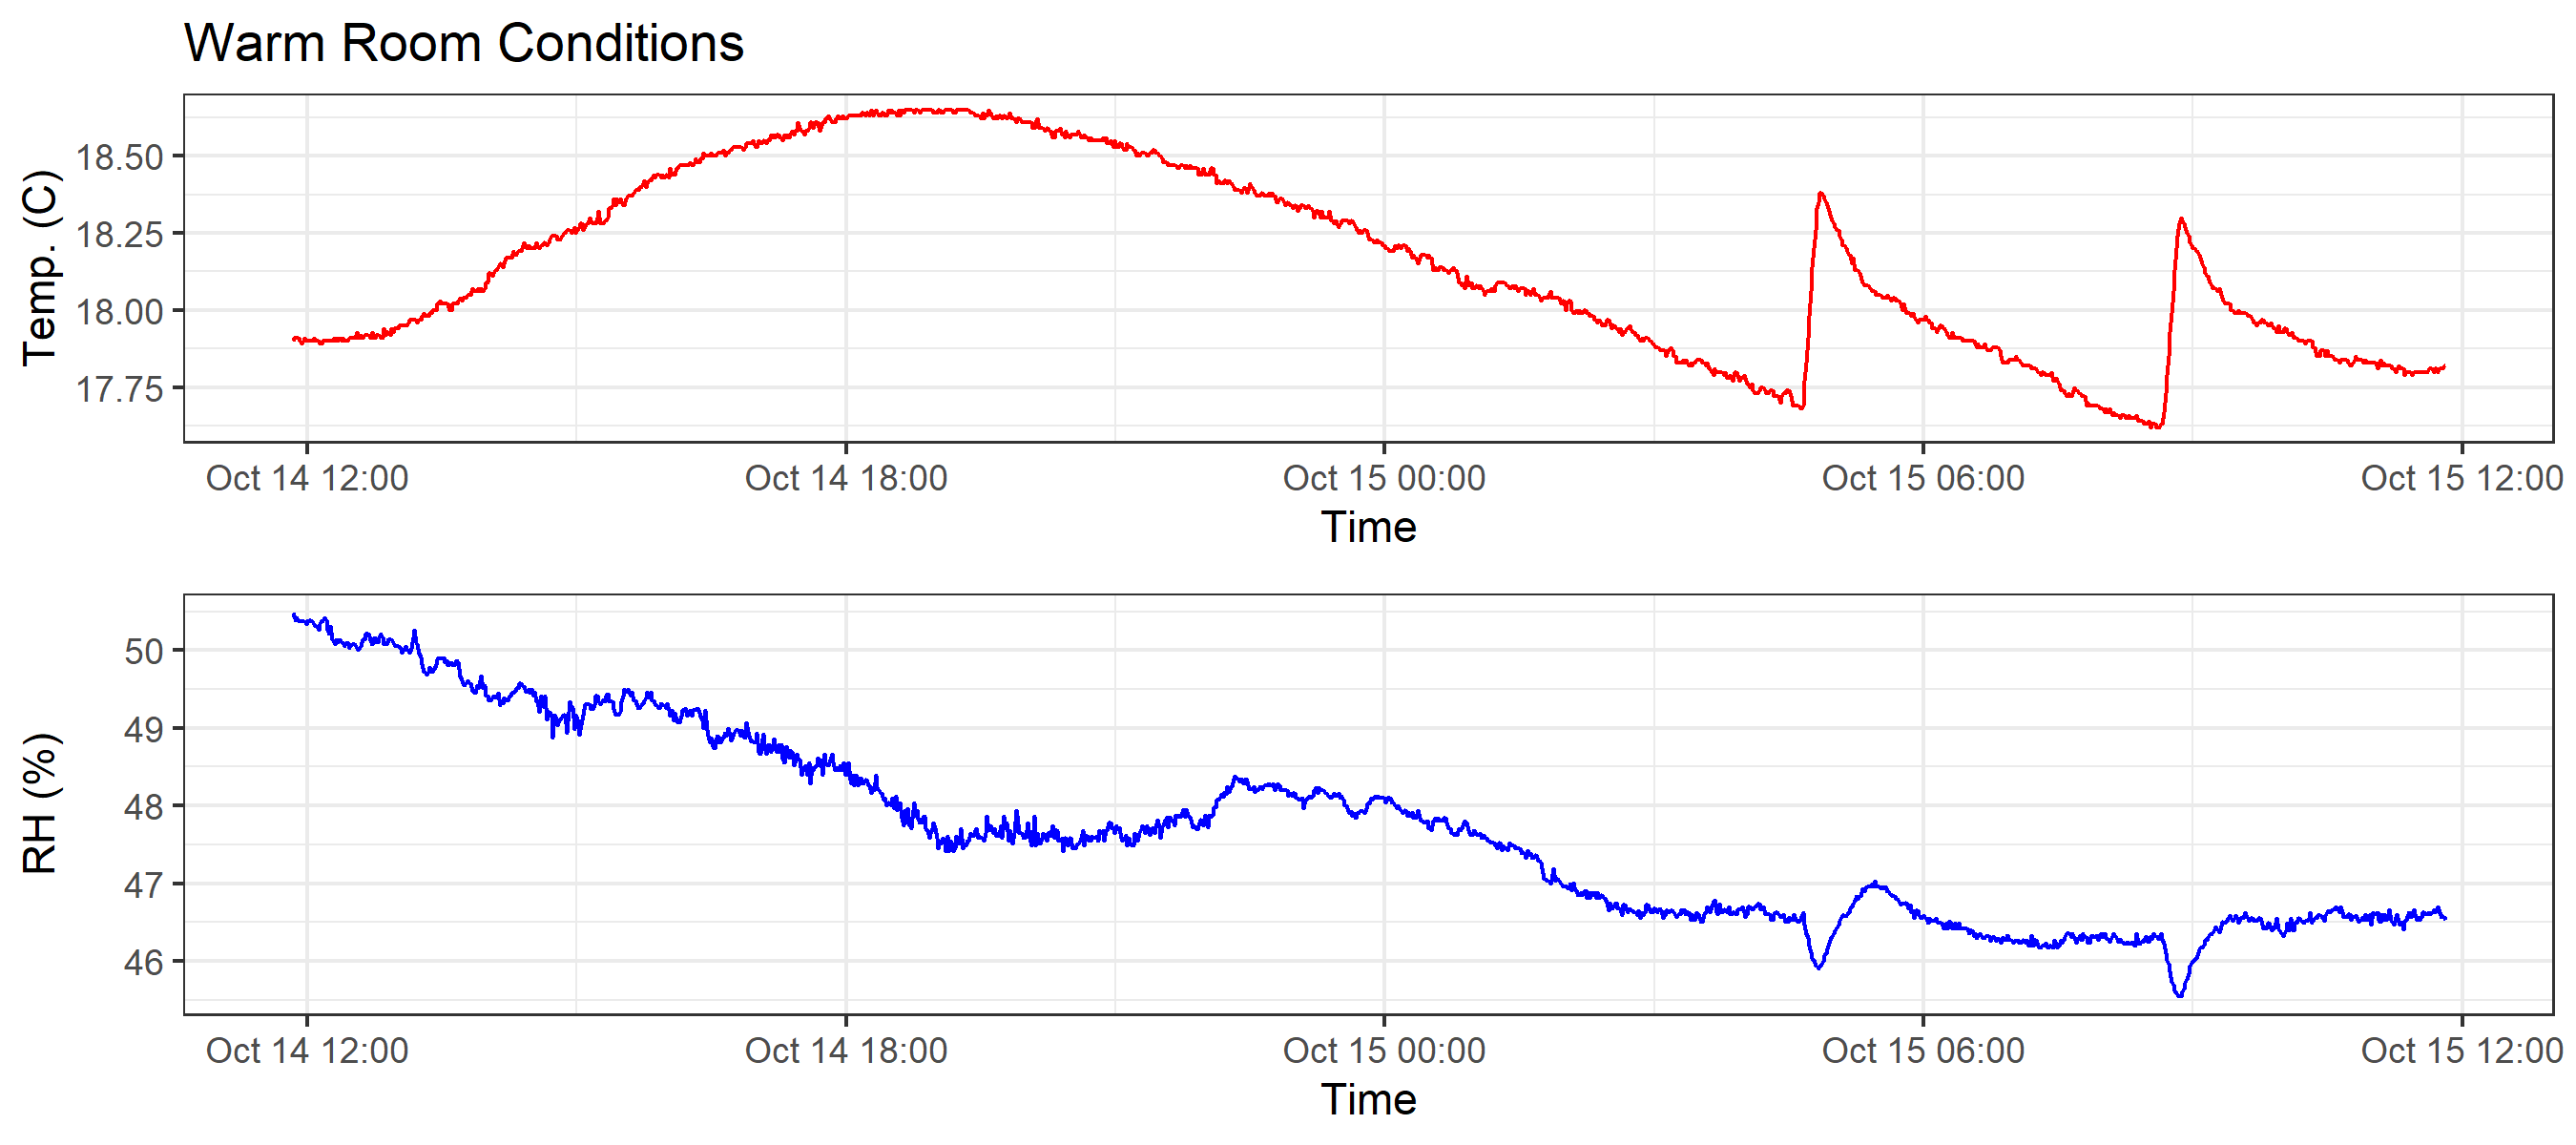 Warm Room Conditions
Temp. (C)
18.50
18.25
18.00
17.75
Oct 14 12:00 Oct 14 18:00 Oct 15 00:00 Oct 15 06:00 Oct 15 12:00
Time
RH (%)
50
49
48
47
46
Oct 14 12:00 Oct 14 18:00 Oct 15 00:00 Oct 15 06:00 Oct 15 12:00
Time